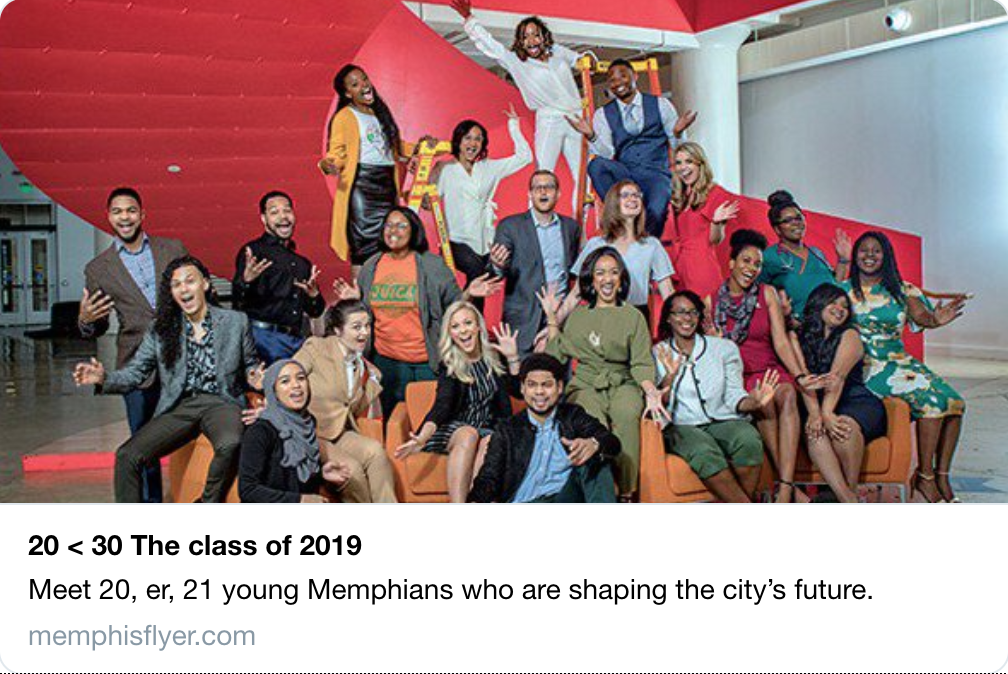 JUICE
20 < 30 The class of 2019
Meet 20, er, 21 young Memphians who are shaping the city’s future.
memphisflyer.com